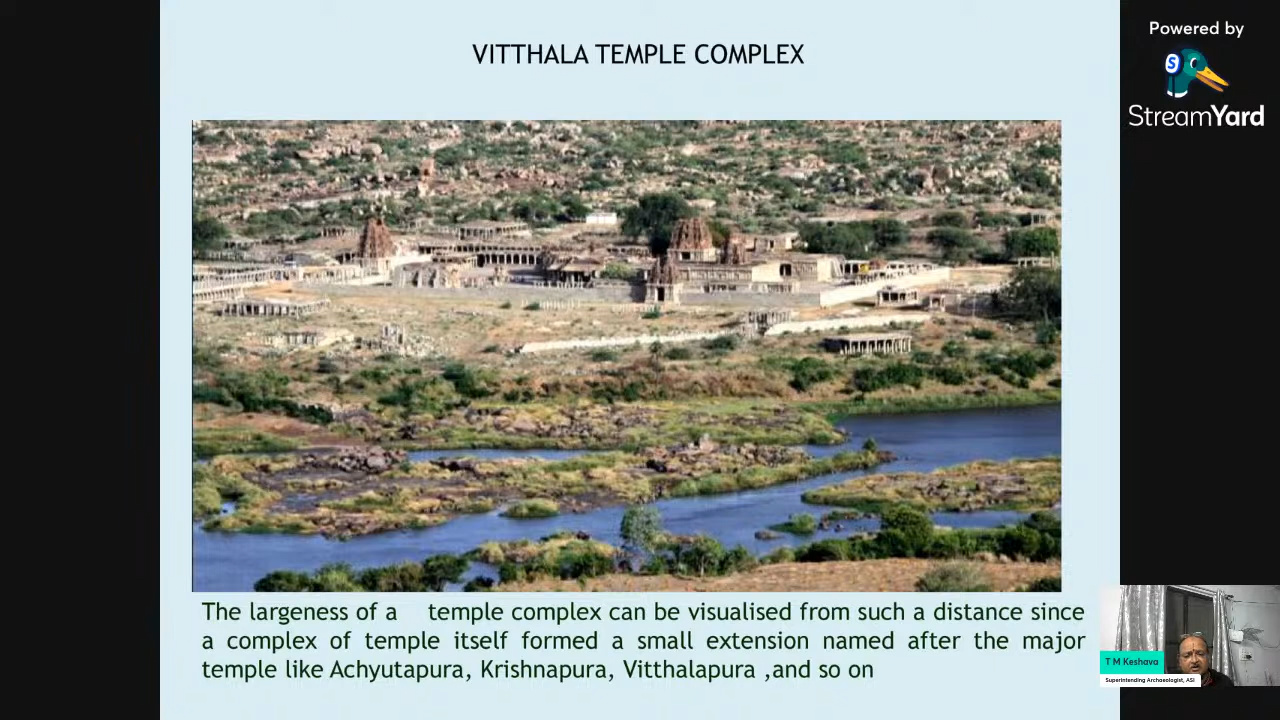 VITTHALA TEMPLE COMPLEX
Powered by
S
StreamYard
The largeness of a temple complex can be visualised from such a distance since
a complex of temple itself formed a small extension named after the major
temple like Achyutapura, Krishnapura, Vitthalapura ,and so on
T M Keshava
Superintending Archaeologist, ASI